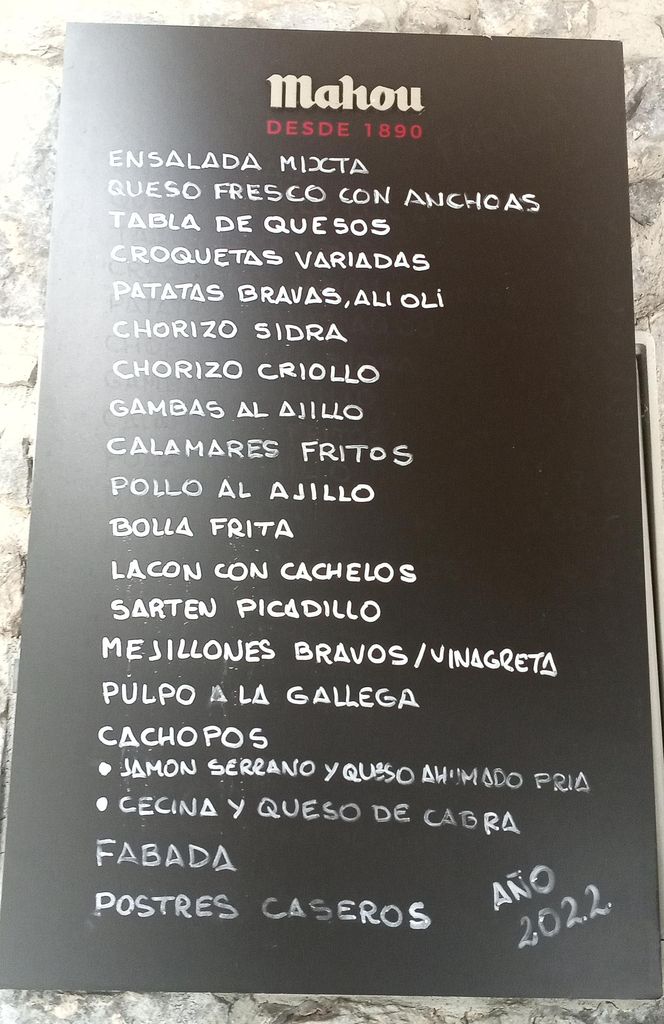 Mahou
DESDE 1890
ENSALADA MIXTA
QUESO FRESCO CON ANCHOAS
TABLA DE QUESOS
CROQUETAS VARIADAS
PATATAS BRAVAS, ALI OLI
CHORIZO SIDRA
CHORIZO CRIOLLO
GAMBAS AL AJILLO
CALAMARES FRITOS
POLLO AL AJILLO
BOLLA FRITA
LACON CON CACHELOS
SARTEN PICADILLO
MEJILLONES BRAVOS/VINAGRETA
PULPO A LA GALLEGA
CACHOPOS
• JAMON SERRANO Y QUESO AHUMADO PRIA
• CECINA Y QUESO DE CABRA
FABADA
POSTRES CASEROS
AÑO
2022